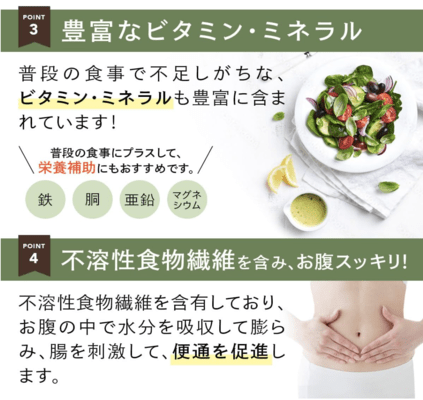 POINT
3
豊富なビタミン・ミネラル
普段の食事で不足しがちな、
ビタミン・ミネラルも豊富に含ま
れています!
普段の食事にプラスして、
栄養補助にもおすすめです。
鉄
胴
亜鉛
マグネ
シウム
POINT
4
不溶性食物繊維を含み、お腹スッキリ!
不溶性食物繊維を含有しており、
お腹の中で水分を吸収して膨ら
み、腸を刺激して、便通を促進し
ます。